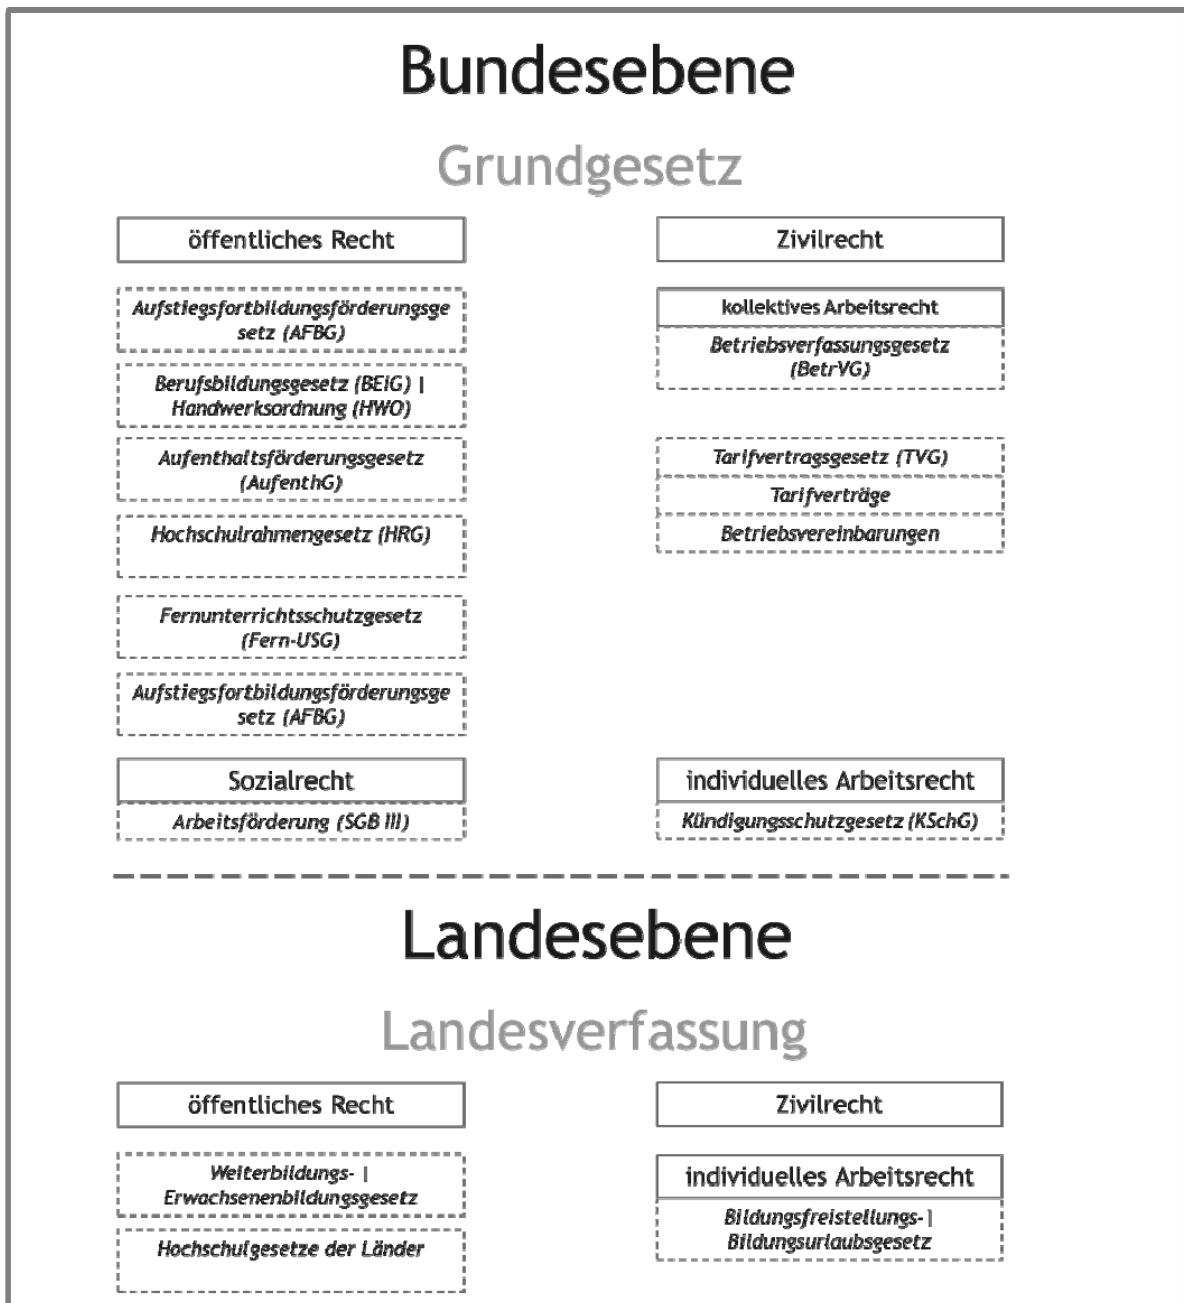 Bundesebene
Grundgesetz
öffentliches Recht
Aufstiegsfortbildungsförderungsge
setz (AFBG)
Berufsbildungsgesetz (BEiG) |
Handwerksordnung (HWO)
Aufenthaltsförderungsgesetz
(AufenthG)
Hochschulrahmengesetz (HRG)
Fernunterrichtsschutzgesetz
(Fern-USG)
Aufstiegsfortbildungsförderungsge
setz (AFBG)
Sozialrecht
Arbeitsförderung (SGB III)
Zivilrecht
kollektives Arbeitsrecht
Betriebsverfassungsgesetz
(BetrVG)
Tarifvertragsgesetz (TVG)
Tarifverträge
Betriebsvereinbarungen
individuelles Arbeitsrecht
Kündigungsschutzgesetz (KSchG)
Landesebene
Landesverfassung
öffentliches Recht
Weiterbildungs- |
Erwachsenenbildungsgesetz
Hochschulgesetze der Länder
Zivilrecht
individuelles Arbeitsrecht
Bildungsfreistellungs- |
Bildungsurlaubsgesetz